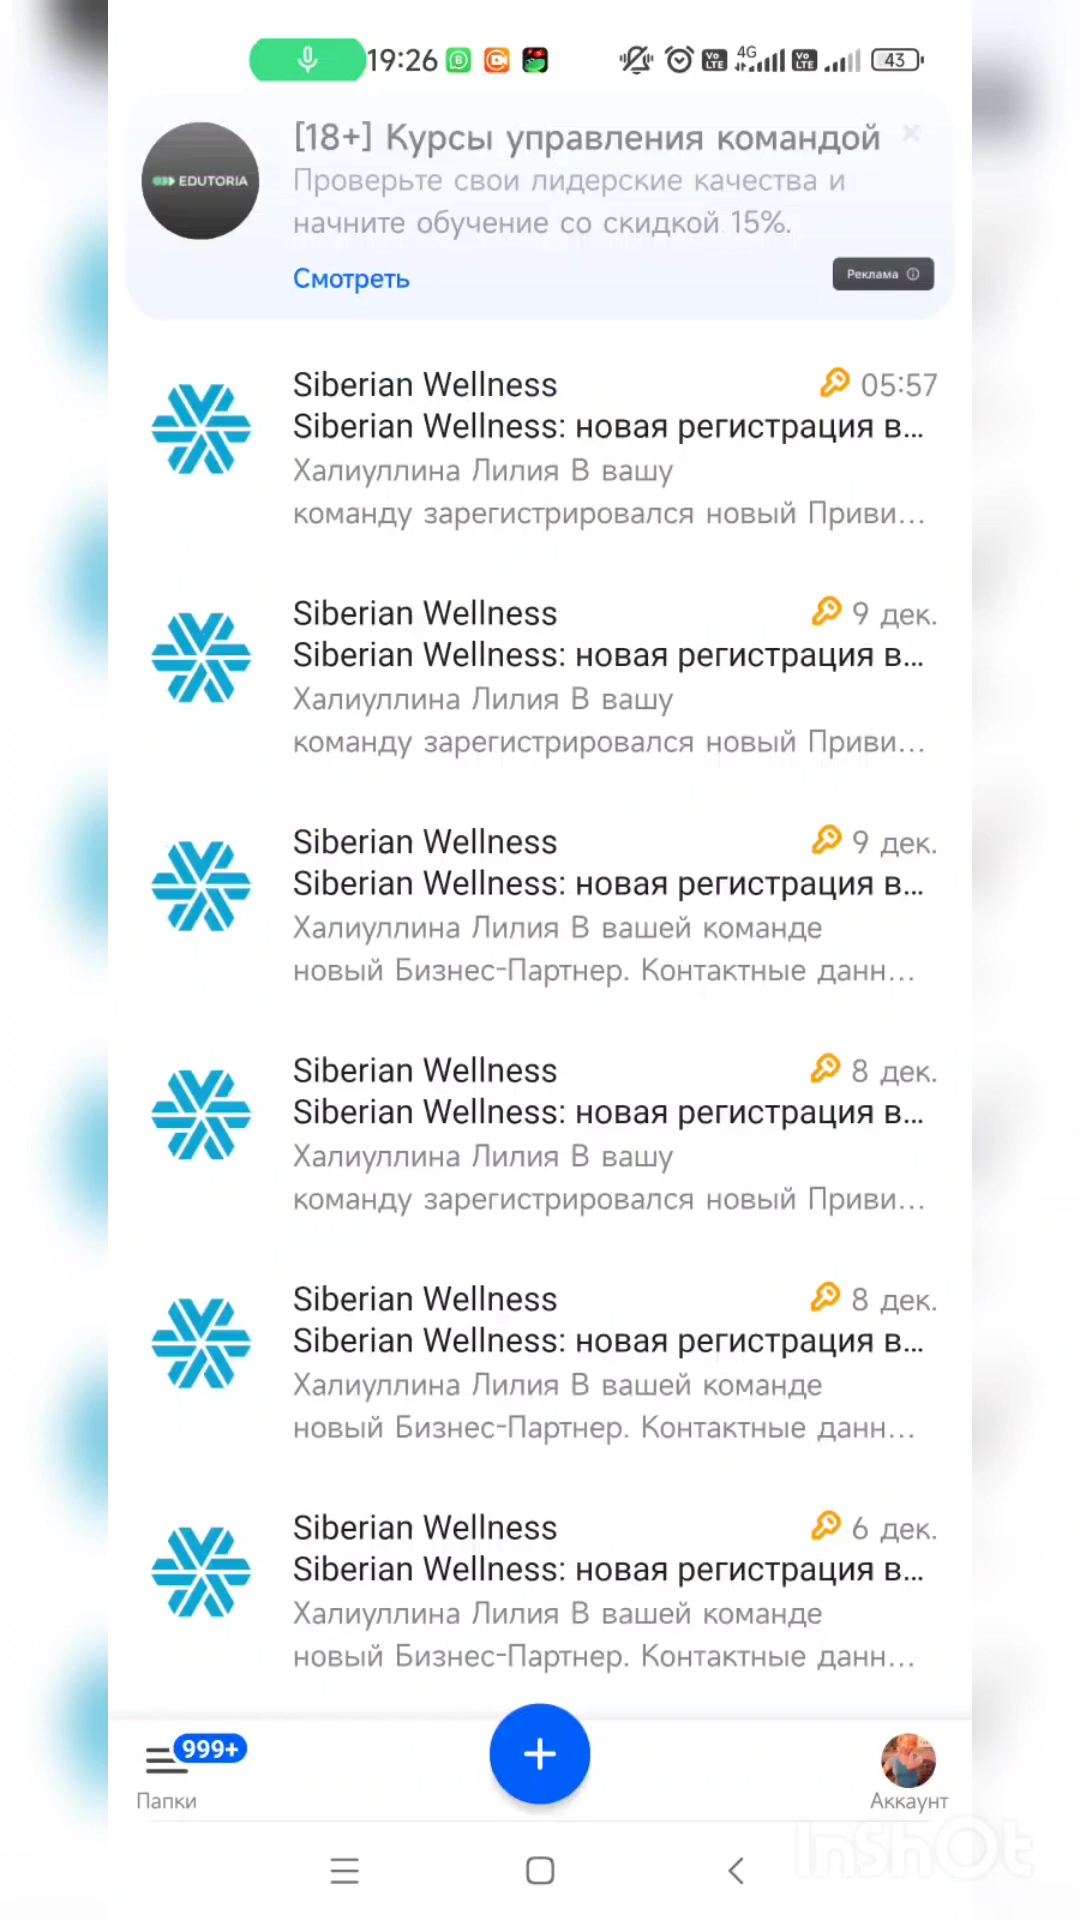 19:26 4G Vo LTE Vo LTE 43
[18+] Курсы управления командой
EDUTORIA
Проверьте свои лидерские качества и
начните обучение со скидкой 15%.
Смотреть
Реклама
Siberian Wellness 05:57
Siberian Wellness: новая регистрация в...
Халиуллина Лилия В вашу
команду зарегистрировался новый Приви...
Siberian Wellness 9 дек.
Siberian Wellness: новая регистрация в...
Халиуллина Лилия В вашу
команду зарегистрировался новый Приви...
Siberian Wellness 9 дек.
Siberian Wellness: новая регистрация в...
Халиуллина Лилия В вашей команде
новый Бизнес-Партнер. Контактные данн...
Siberian Wellness 8 дек.
Siberian Wellness: новая регистрация в...
Халиуллина Лилия В вашу
команду зарегистрировался новый Приви...
Siberian Wellness 8 дек.
Siberian Wellness: новая регистрация в...
Халиуллина Лилия В вашей команде
новый Бизнес-Партнер. Контактные данн...
Siberian Wellness 6 дек.
Siberian Wellness: новая регистрация в...
Халиуллина Лилия В вашей команде
новый Бизнес-Партнер. Контактные данн...
999+
Папки
Аккаунт
InShOt